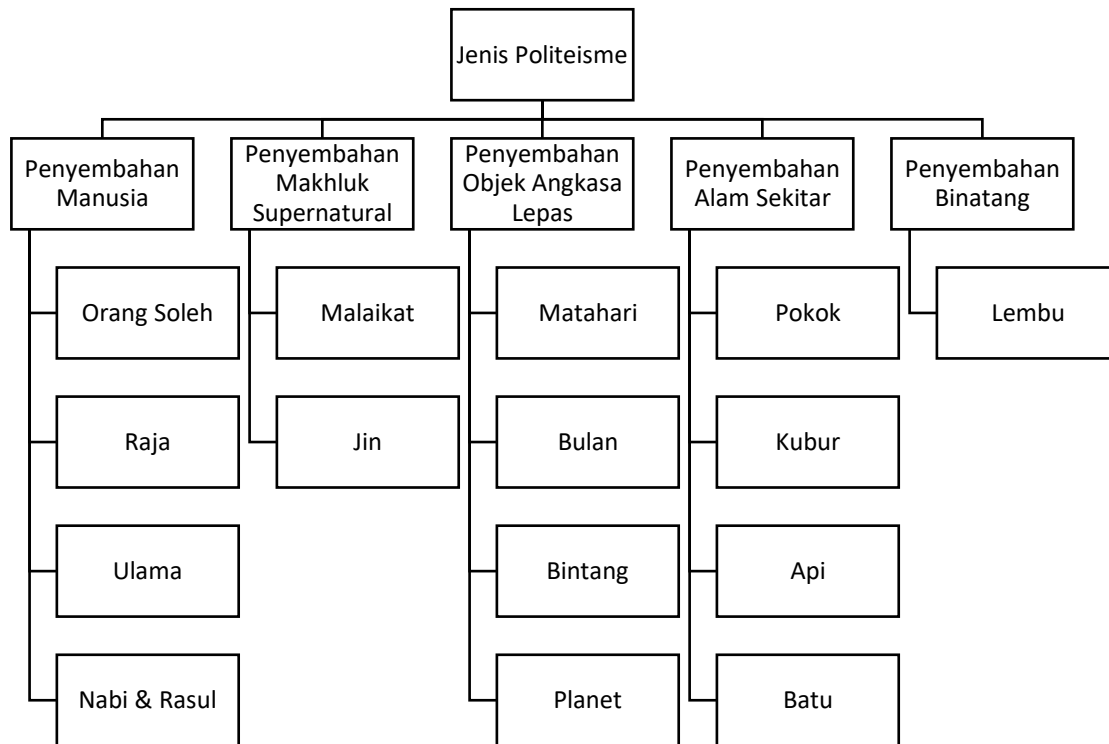 Jenis Politeisme
Penyembahan
Manusia
Penyembahan
Makhluk
Supernatural
Penyembahan
Objek Angkasa
Lepas
Penyembahan
Alam Sekitar
Penyembahan
Binatang
Orang Soleh
Malaikat
Matahari
Pokok
Lembu
Raja
Jin
Bulan
Kubur
Ulama
Bintang
Api
Nabi & Rasul
Planet
Batu